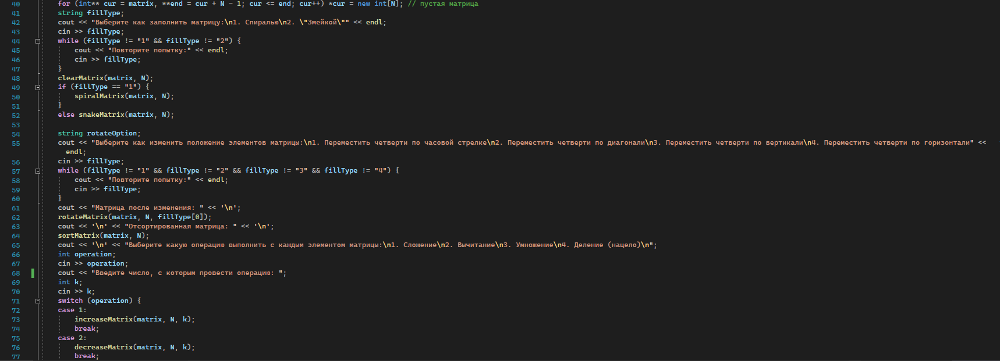 40 for (int** cur = matrix, **end = cur + N - 1; cur <= end; cur++) *cur = new int[N]; // пустая матрица
41 string fillType;
42 cout << "Выберите как заполнить матрицу:\n1. Спиралью\n2. \"Змейкой\"" << endl;
43 cin >> fillType;
44 while (fillType != "1" && fillType != "2") {
45 cout << "Повторите попытку:" << endl;
46 cin >> fillType;
47 }
48 clearMatrix(matrix, N);
49 if (fillType == "1") {
50 spiralMatrix(matrix, N);
51 }
52 else snakeMatrix(matrix, N);
53
54 string rotateOption;
55 cout << "Выберите как изменить положение элементов матрицы:\n1. Переместить четверти по часовой стрелке\n2. Переместить четверти по диагонали\n3. Переместить четверти по вертикали\n4. Переместить четверти по горизонтали" <<
endl;
56 cin >> fillType;
57 while (fillType != "1" && fillType != "2" && fillType != "3" && fillType != "4") {
58 cout << "Повторите попытку:" << endl;
59 cin >> fillType;
60 }
61 cout << "Матрица после изменения: " << '\n';
62 rotateMatrix(matrix, N, fillType[0]);
63 cout << '\n' << "Отсортированная матрица: " << '\n';
64 sortMatrix(matrix, N);
65 cout << '\n' << "Выберите какую операцию выполнить с каждым элементом матрицы:\n1. Сложение\n2. Вычитание\n3. Умножение\n4. Деление (нацело)\n";
66 int operation;
67 cin >> operation;
68 cout << "Введите число, с которым провести операцию: ";
69 int k;
70 cin >> k;
71 switch (operation) {
72 case 1:
73 increaseMatrix(matrix, N, k);
74 break;
75 case 2:
76 decreaseMatrix(matrix, N, k);
77 break;